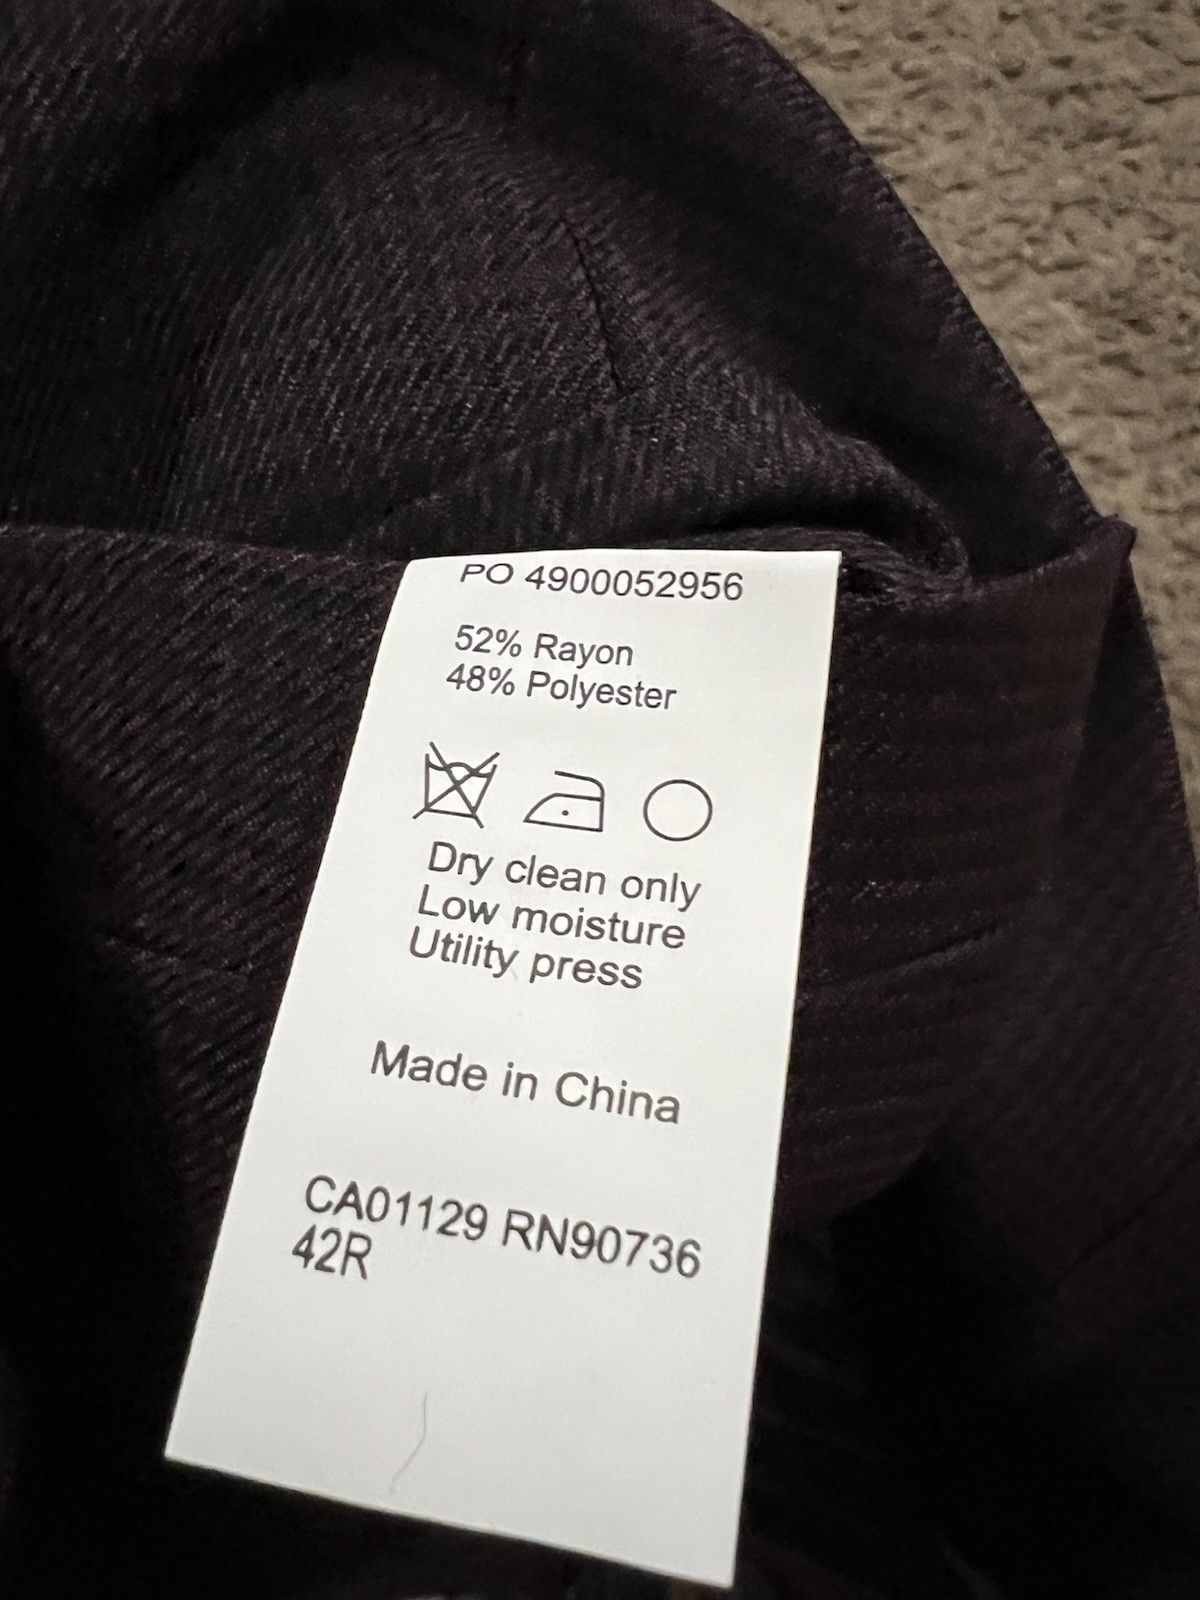 PO 4900052956
52% Rayon
48% Polyester
Dry clean only
Low moisture
Utility press
Made in China
CA01129 RN90736
42R